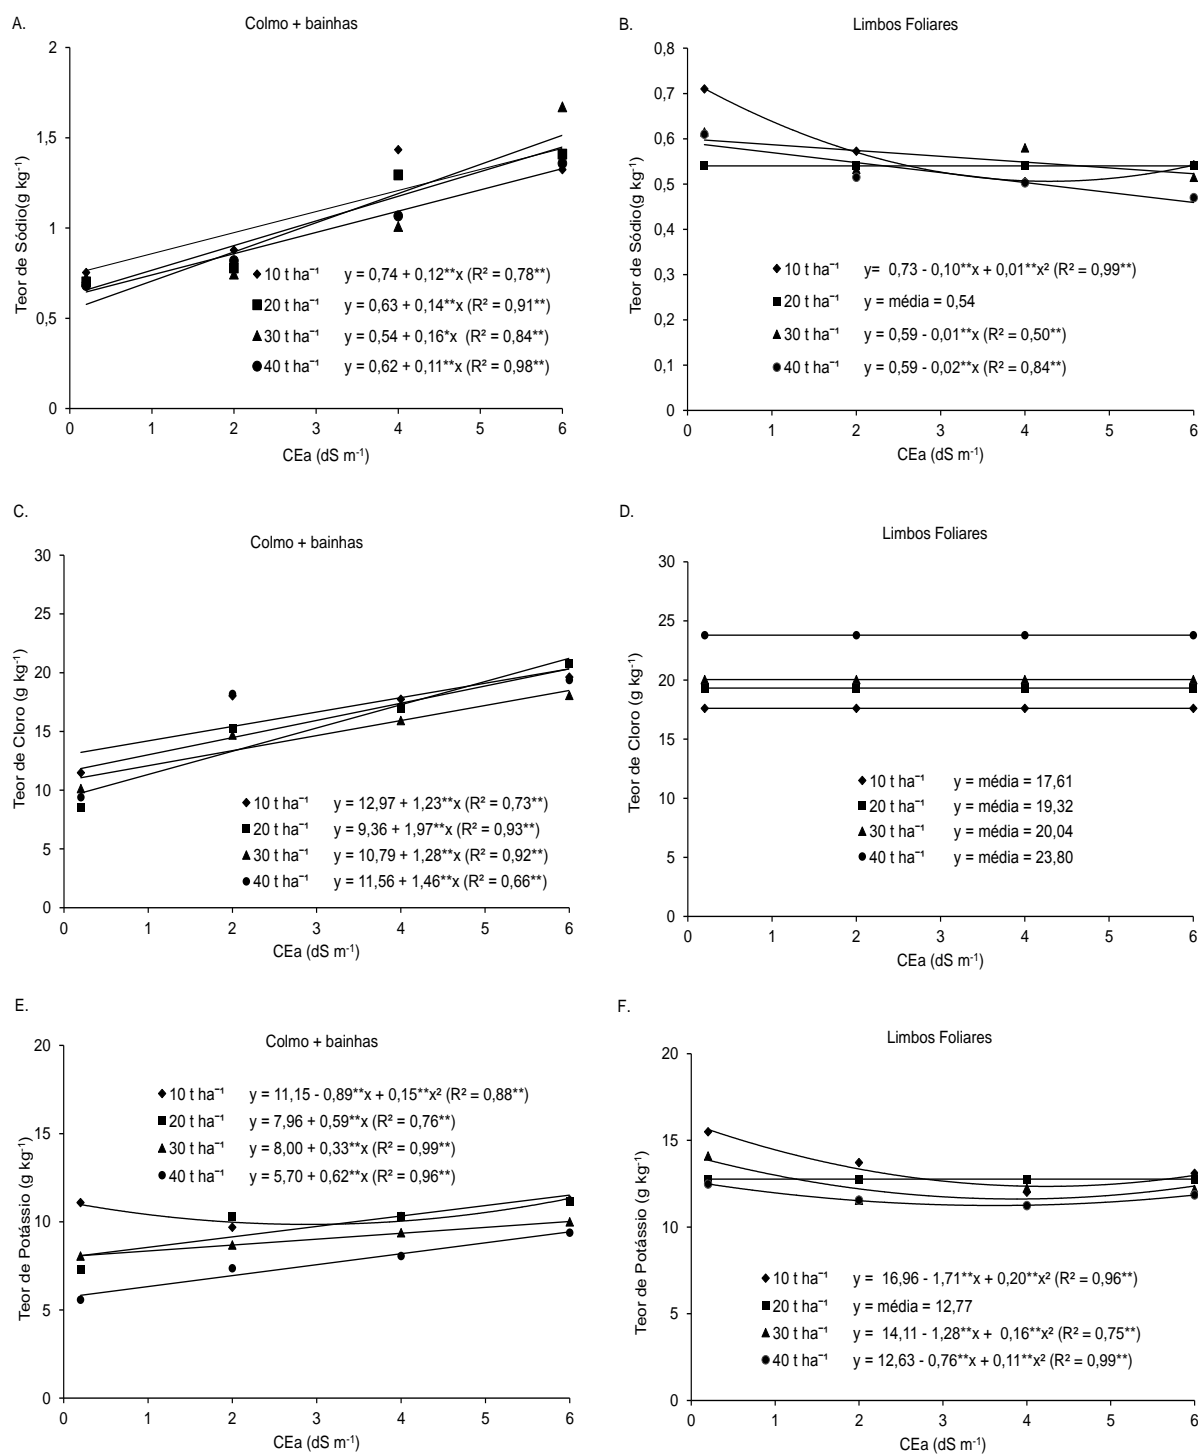 A.
Colmo + bainhas
Teor de Sódio(g kg⁻¹)
2
1,5
1
0,5
0
0 1 2 3 4 5 6
CEa (dS m⁻¹)
10 t ha⁻¹ y = 0,74 + 0,12**x (R² = 0,78**)
20 t ha⁻¹ y = 0,63 + 0,14**x (R² = 0,91**)
30 t ha⁻¹ y = 0,54 + 0,16*x (R² = 0,84**)
40 t ha⁻¹ y = 0,62 + 0,11**x (R² = 0,98**)
B.
Limbos Foliares
Teor de Sódio (g kg⁻¹)
0,8
0,7
0,6
0,5
0,4
0,3
0,2
0,1
0
0 1 2 3 4 5 6
CEa (dS m⁻¹)
10 t ha⁻¹ y= 0,73 - 0,10**x + 0,01**x² (R² = 0,99**)
20 t ha⁻¹ y = média = 0,54
30 t ha⁻¹ y = 0,59 - 0,01**x (R² = 0,50**)
40 t ha⁻¹ y = 0,59 - 0,02**x (R² = 0,84**)
C.
Colmo + bainhas
Teor de Cloro (g kg⁻¹)
30
25
20
15
10
5
0
0 1 2 3 4 5 6
CEa (dS m⁻¹)
10 t ha⁻¹ y = 12,97 + 1,23**x (R² = 0,73**)
20 t ha⁻¹ y = 9,36 + 1,97**x (R² = 0,93**)
30 t ha⁻¹ y = 10,79 + 1,28**x (R² = 0,92**)
40 t ha⁻¹ y = 11,56 + 1,46**x (R² = 0,66**)
D.
Limbos Foliares
Teor de Cloro (g kg⁻¹)
30
25
20
15
10
5
0
0 1 2 3 4 5 6
CEa (dS m⁻¹)
10 t ha⁻¹ y = média = 17,61
20 t ha⁻¹ y = média = 19,32
30 t ha⁻¹ y = média = 20,04
40 t ha⁻¹ y = média = 23,80
E.
Colmo + bainhas
Teor de Potássio (g kg⁻¹)
20
15
10
5
0
0 1 2 3 4 5 6
CEa (dS m⁻¹)
10 t ha⁻¹ y = 11,15 - 0,89**x + 0,15**x² (R² = 0,88**)
20 t ha⁻¹ y = 7,96 + 0,59**x (R² = 0,76**)
30 t ha⁻¹ y = 8,00 + 0,33**x (R² = 0,99**)
40 t ha⁻¹ y = 5,70 + 0,62**x (R² = 0,96**)
F.
Limbos Foliares
Teor de Potássio (g kg⁻¹)
20
15
10
5
0
0 1 2 3 4 5 6
CEa (dS m⁻¹)
10 t ha⁻¹ y = 16,96 - 1,71**x + 0,20**x² (R² = 0,96**)
20 t ha⁻¹ y = média = 12,77
30 t ha⁻¹ y = 14,11 - 1,28**x + 0,16**x² (R² = 0,75**)
40 t ha⁻¹ y = 12,63 - 0,76**x + 0,11**x² (R² = 0,99**)